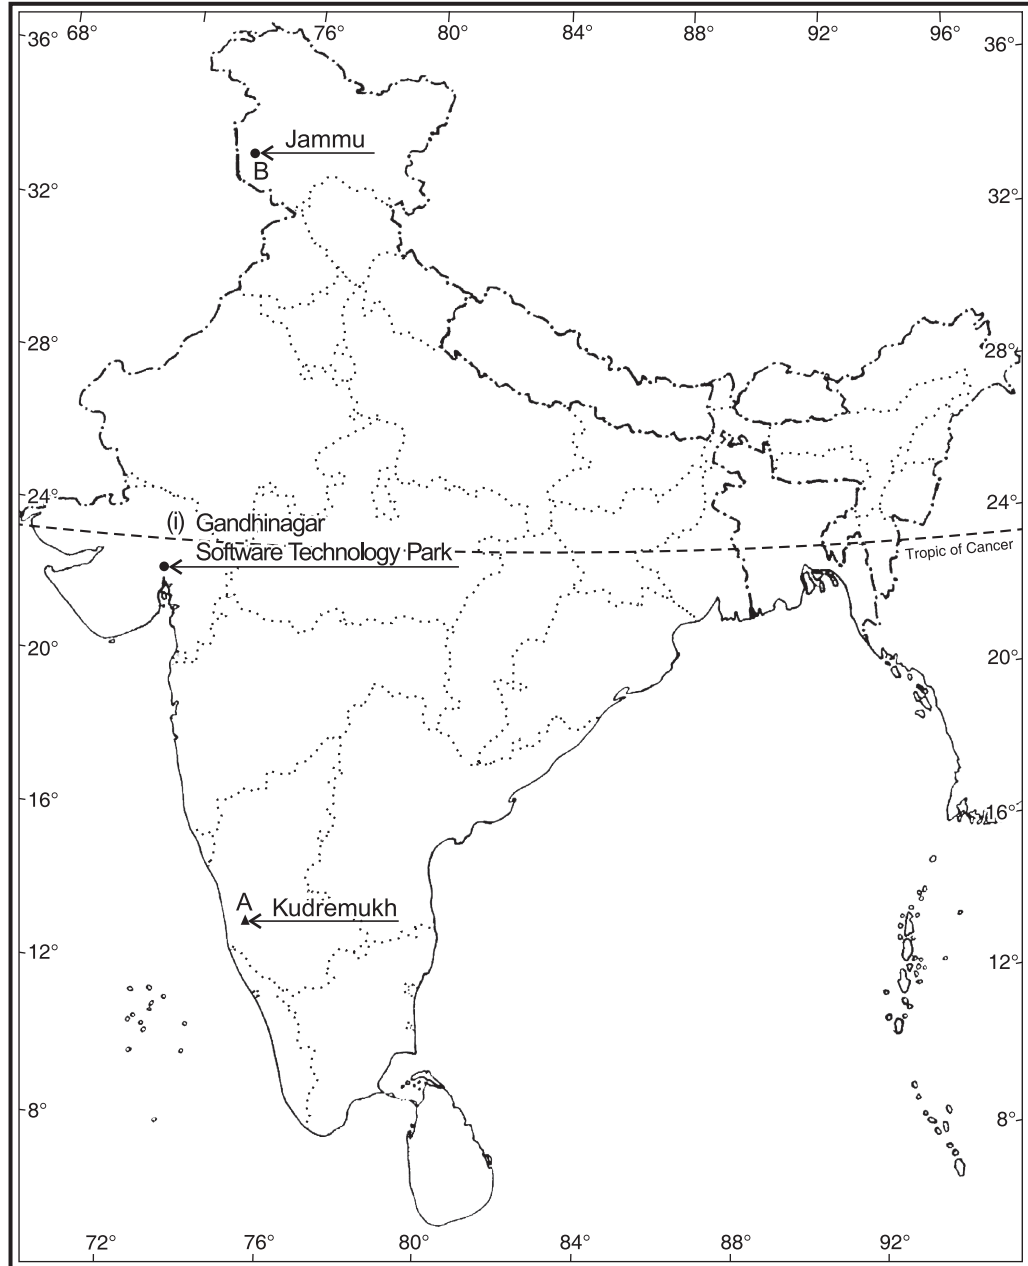 68° 76° 80° 84° 88° 92° 96°
36° 36°
Jammu
B
32° 32°
28° 28°
24° 24°
(i) Gandhinagar
Software Technology Park
Tropic of Cancer
20° 20°
16° 16°
A
Kudremukh
12° 12°
8° 8°
72° 76° 80° 84° 88° 92°